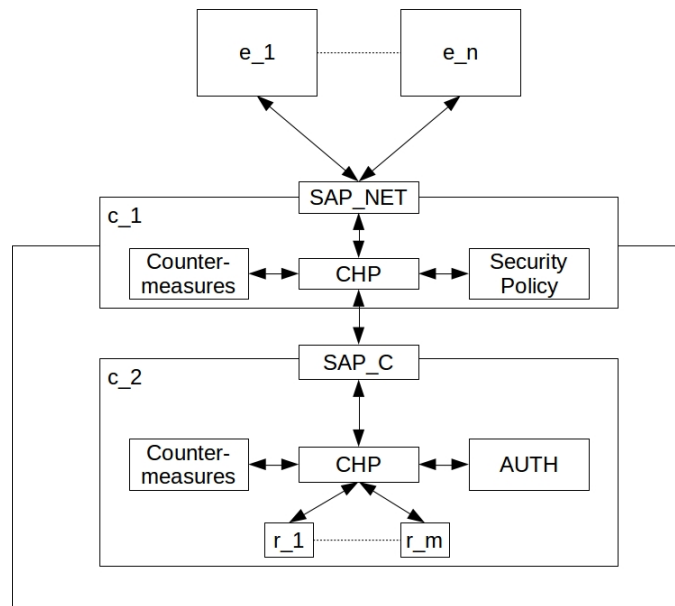 e_1
e_n
SAP_NET
c_1
Counter-
measures
CHP
Security
Policy
SAP_C
c_2
Counter-
measures
CHP
AUTH
r_1
r_m